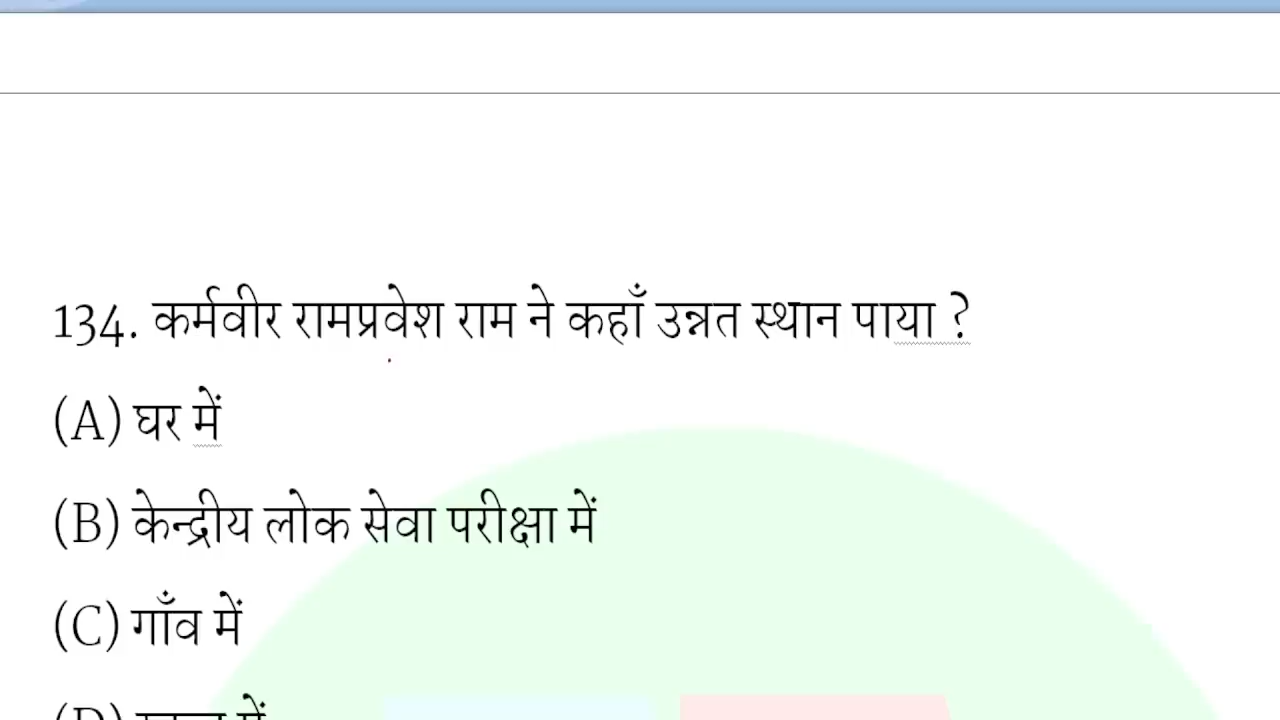 134. कर्मवीर रामप्रवेश राम ने कहाँ उन्नत स्थान पाया ?
(A) घर में
(B) केन्द्रीय लोक सेवा परीक्षा में
(C) गाँव में
(D) में